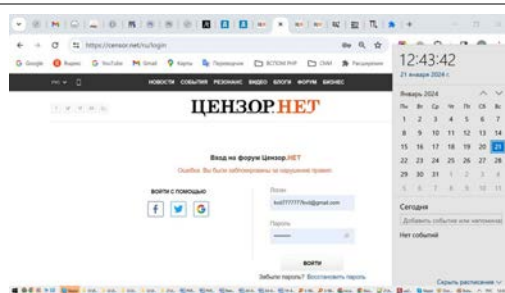 https://censor.net/ru/login
Google
Яндекс
YouTube
Gmail
Карты
Переводчик
Расширения
НОВОСТИ СОБЫТИЯ РЕЗОНАНС ВИДЕО БЛОГИ ФОРУМ БИЗНЕС
ЦЕНЗОР.НЕТ
Вход на форум Цензор.НЕТ
Ошибка: Вы были заблокированы за нарушение правил.
ВОЙТИ С ПОМОЩЬЮ
Логин
Пароль
ВОЙТИ
Забыли пароль? Восстановить пароль
12:43:42
21 января 2024 г.
Январь 2024
Пн Вт Ср Чт Пт Сб Вс
1 2 3 4 5 6 7
8 9 10 11 12 13 14
15 16 17 18 19 20 21
22 23 24 25 26 27 28
29 30 31 1 2 3 4
5 6 7 8 9 10 11
Сегодня
Добавить событие или напоминание
Нет событий
Скрыть расписание